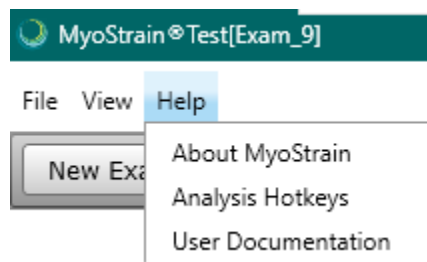 MyoStrain®Test[Exam_9]
File View Help
New Exa
About MyoStrain
Analysis Hotkeys
User Documentation